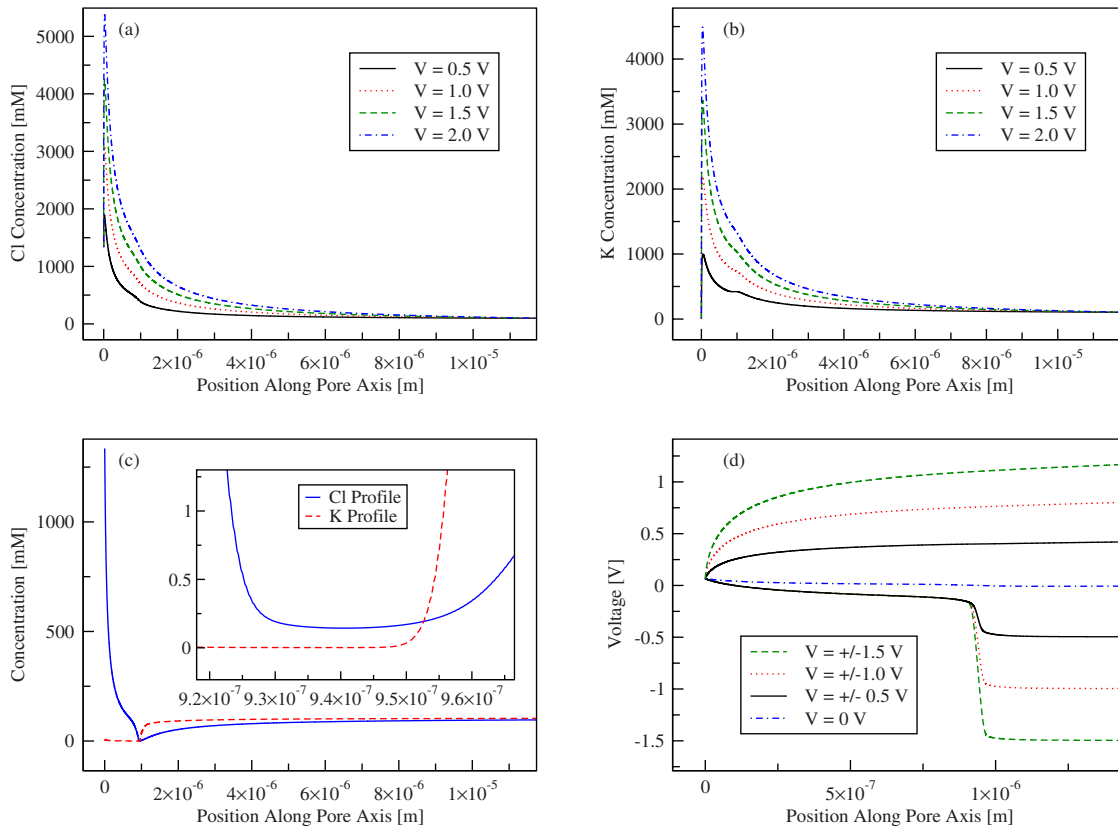 (a)
V = 0.5 V
V = 1.0 V
V = 1.5 V
V = 2.0 V
Cl Concentration [mM]
5000
4000
3000
2000
1000
0
0
2×10⁻⁶
4×10⁻⁶
6×10⁻⁶
8×10⁻⁶
1×10⁻⁵
Position Along Pore Axis [m]
(b)
V = 0.5 V
V = 1.0 V
V = 1.5 V
V = 2.0 V
K Concentration [mM]
4000
3000
2000
1000
0
0
2×10⁻⁶
4×10⁻⁶
6×10⁻⁶
8×10⁻⁶
1×10⁻⁵
Position Along Pore Axis [m]
(c)
Cl Profile
K Profile
1
0.5
0
9.2×10⁻⁷
9.3×10⁻⁷
9.4×10⁻⁷
9.5×10⁻⁷
9.6×10⁻⁷
Concentration [mM]
1000
500
0
0
2×10⁻⁶
4×10⁻⁶
6×10⁻⁶
8×10⁻⁶
1×10⁻⁵
Position Along Pore Axis [m]
(d)
Voltage [V]
1
0.5
0
-0.5
-1
-1.5
V = +/-1.5 V
V = +/-1.0 V
V = +/- 0.5 V
V = 0 V
0
5×10⁻⁷
1×10⁻⁶
Position Along Pore Axis [m]